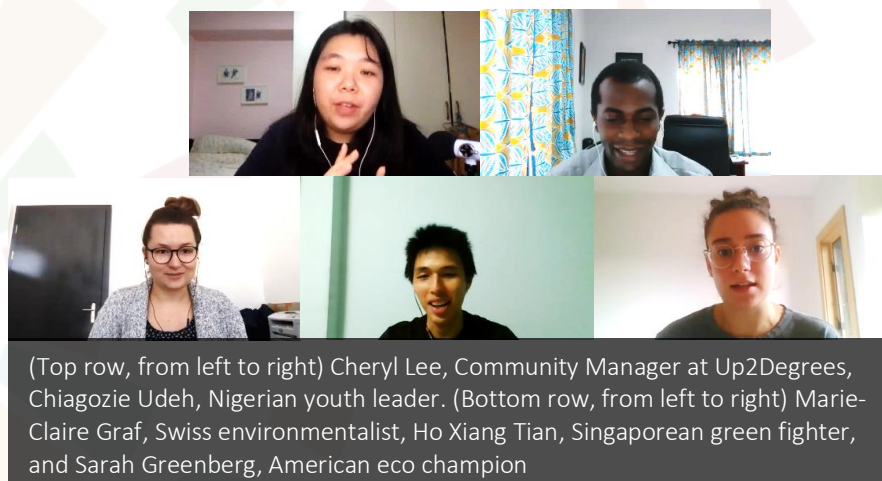 (Top row, from left to right) Cheryl Lee, Community Manager at Up2Degrees,
Chiagozie Udeh, Nigerian youth leader. (Bottom row, from left to right) Marie-
Claire Graf, Swiss environmentalist, Ho Xiang Tian, Singaporean green fighter,
and Sarah Greenberg, American eco champion